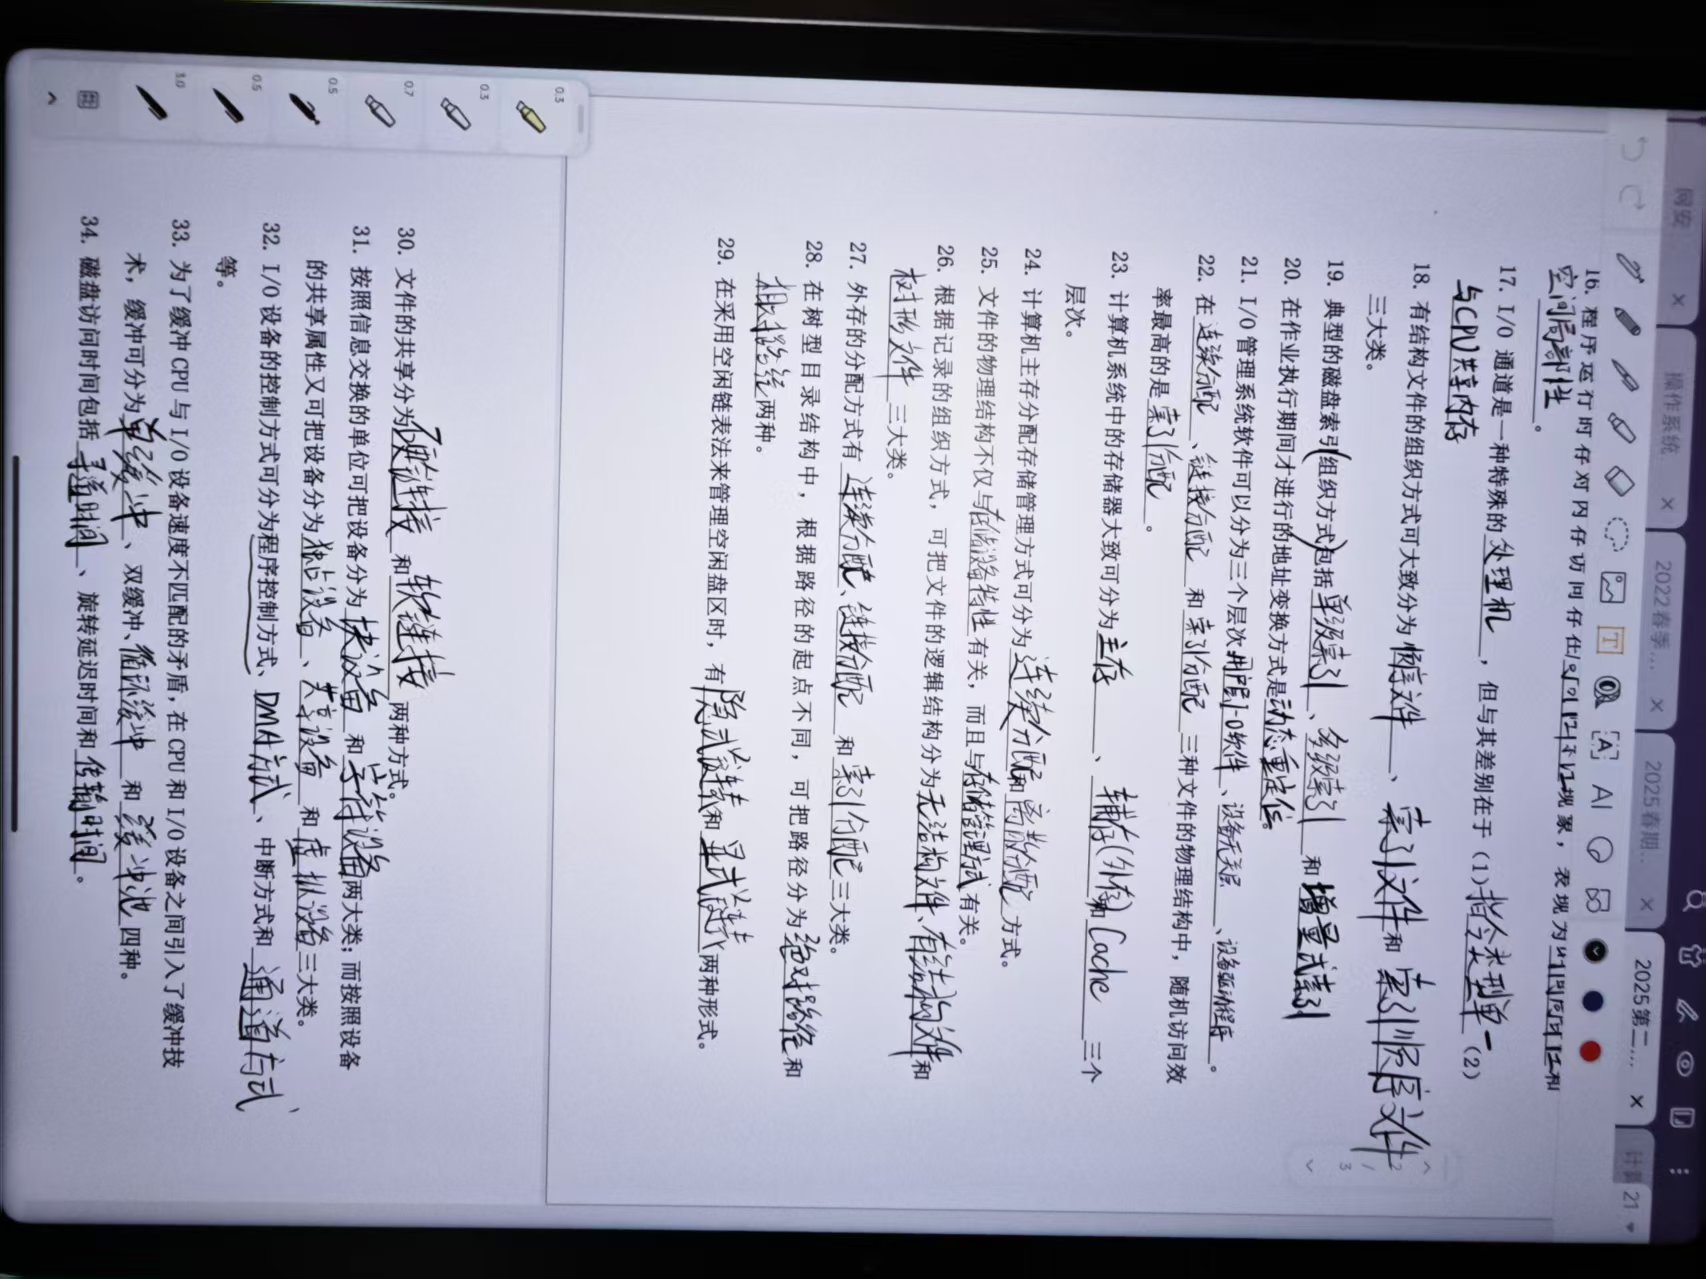 网安
操作系统
2022春季...
2025春期...
2025第二...
计算
21
2 / 3
16. 程序运行时存对内存访问存在局部性现象，表现为时间局部性和
空间局部性。
17. I/O 通道是一种特殊的处理机，但与其差别在于（1）指令类型单一（2）
与CPU共享内存
18. 有结构文件的组织方式可大致分为顺序文件、索引文件和索引顺序文件
三大类。
19. 典型的磁盘索引(组织方式)包括单级索引、多级索引和增量式索引
20. 在作业执行期间才进行的地址变换方式是动态重定位。
21. I/O 管理系统软件可以分为三个层次用户I-O软件、设备无关层、设备驱动程序。
22. 在连续分配、链接分配和索引分配三种文件的物理结构中，随机访问效
率最高的是索引分配。
23. 计算机系统中的存储器大致可分为主存、辅存(外存)和Cache三个
层次。
24. 计算机主存分配存储管理方式可分为连续分配和离散分配方式。
25. 文件的物理结构不仅与存储设备特性有关，而且与存储管理方式有关。
26. 根据记录的组织方式，可把文件的逻辑结构分为无结构文件、有结构文件和
树形文件三大类。
27. 外存的分配方式有连续分配、链接分配和索引分配三大类。
28. 在树型目录结构中，根据路径的起点不同，可把路径分为绝对路径和
相对路径两种。
29. 在采用空闲链表法来管理空闲盘区时，有隐式链接和显式链接两种形式。
30. 文件的共享分为硬链接和软链接两种方式。
31. 按照信息交换的单位可把设备分为块设备和字符设备两大类；而按照设备
的共享属性又可把设备分为独占设备、共享设备和虚拟设备三大类。
32. I/O 设备的控制方式可分为程序控制方式、DMA方式、中断方式和通道方式、
等。
33. 为了缓冲 CPU 与 I/O 设备速度不匹配的矛盾，在 CPU 和 I/O 设备之间引入了缓冲技
术，缓冲可分为单缓冲、双缓冲、循环缓冲和缓冲池四种。
34. 磁盘访问时间包括寻道时间、旋转延迟时间和传输时间。
0.3
0.3
0.7
0.5
0.5
1.0